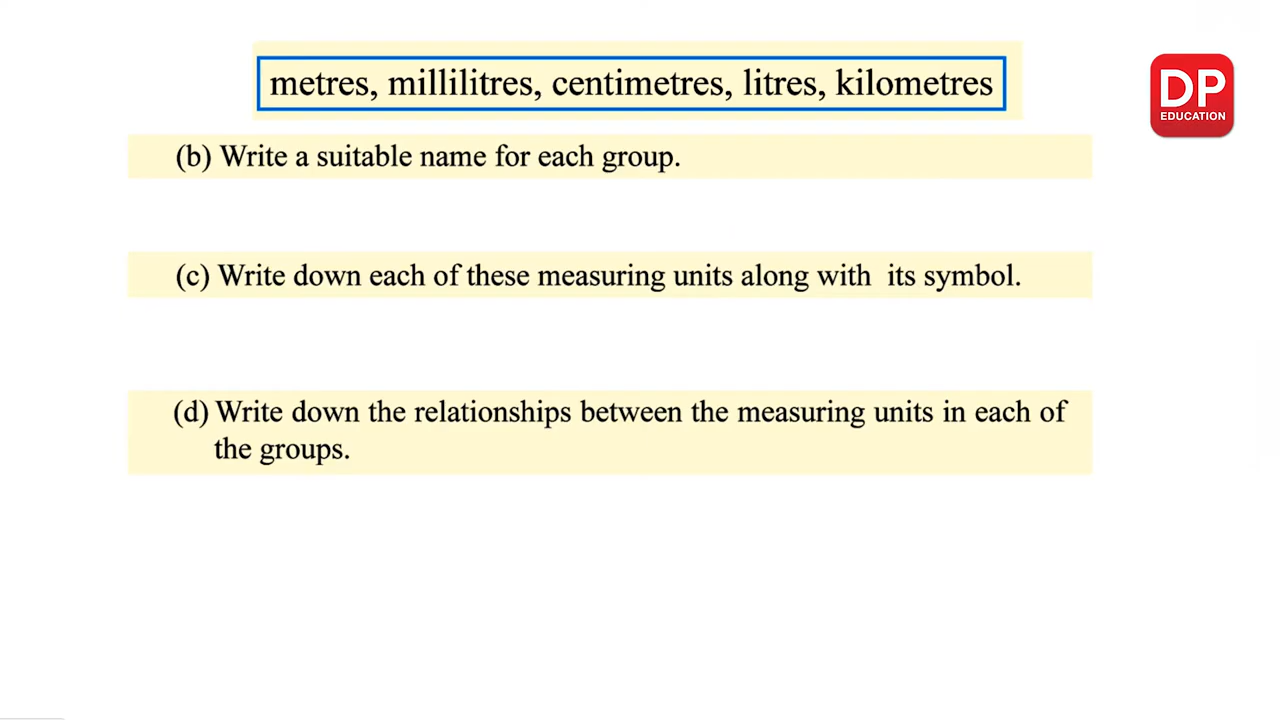 metres, millilitres, centimetres, litres, kilometres
DP
EDUCATION
(b) Write a suitable name for each group.
(c) Write down each of these measuring units along with its symbol.
(d) Write down the relationships between the measuring units in each of
the groups.